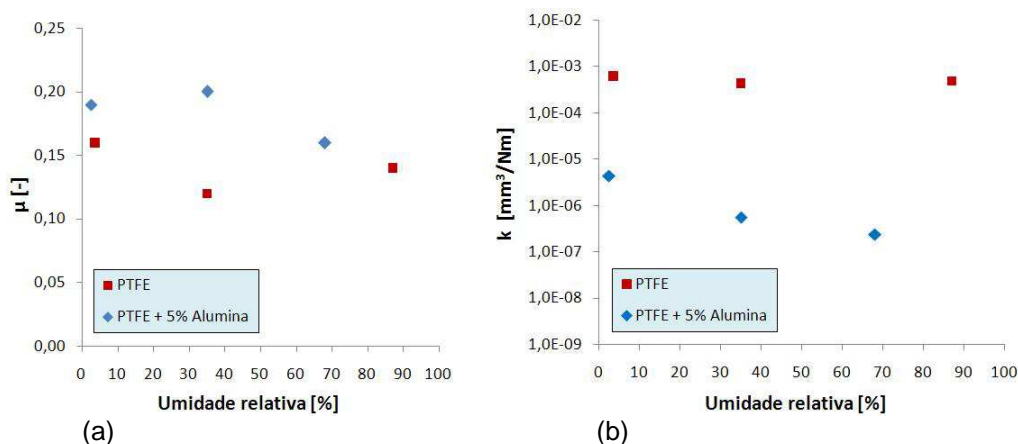 0,25
0,20
0,15
0,10
0,05
0,00
µ [-]
PTFE
PTFE + 5% Alumina
0 10 20 30 40 50 60 70 80 90 100
Umidade relativa [%]
(a)
1,0E-02
1,0E-03
1,0E-04
1,0E-05
1,0E-06
1,0E-07
1,0E-08
1,0E-09
k [mm³/Nm]
PTFE
PTFE + 5% Alumina
0 10 20 30 40 50 60 70 80 90 100
Umidade relativa [%]
(b)